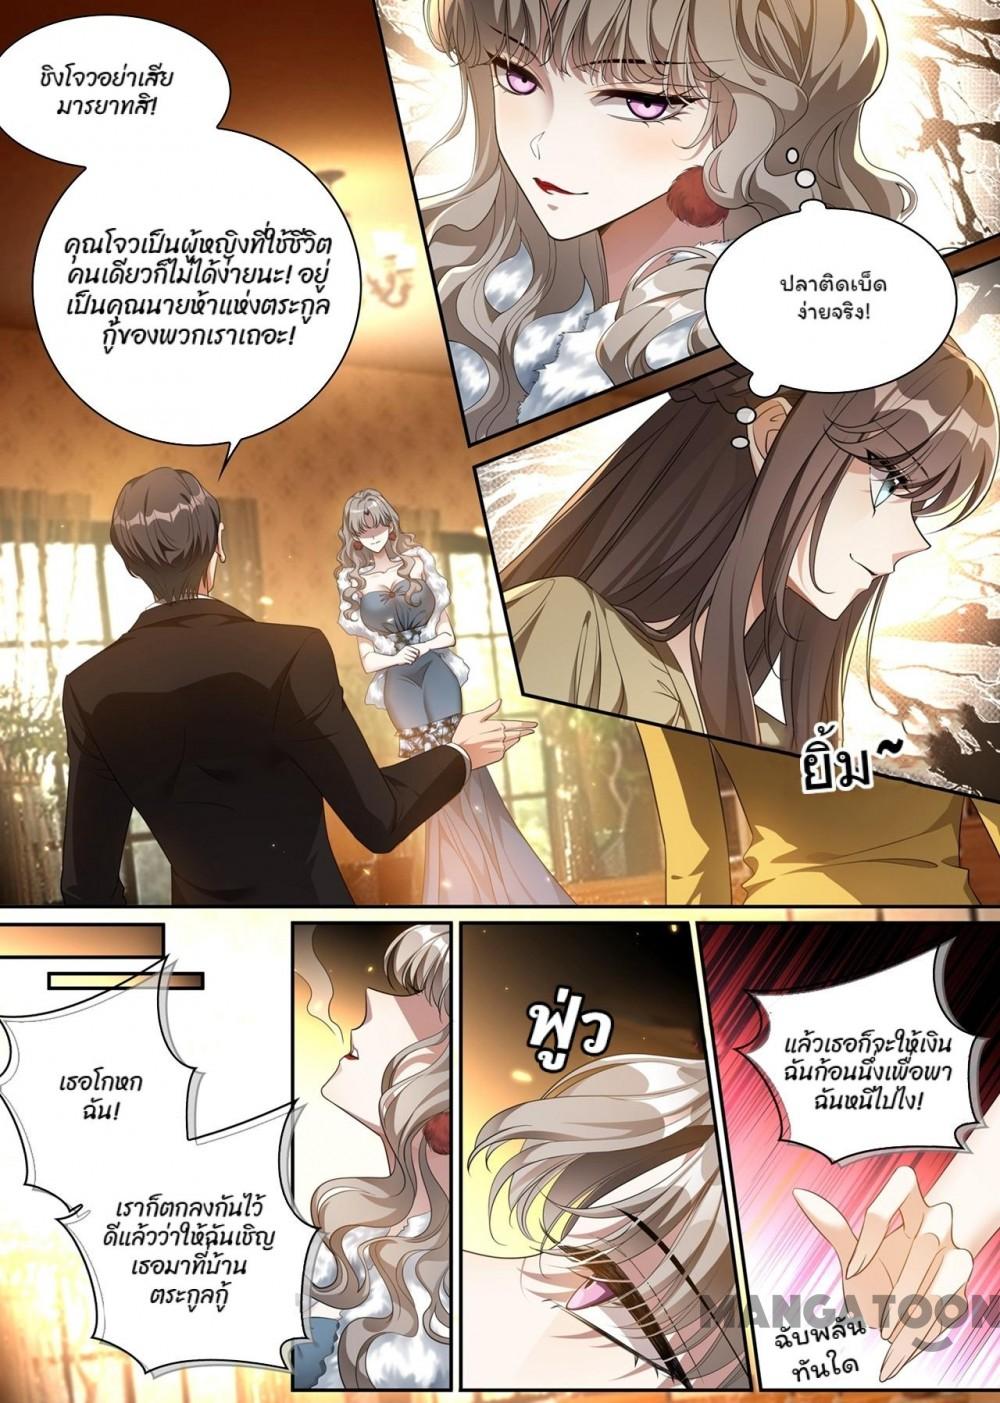 ชิงโจวอย่าเสีย
มารยาทสิ!
คุณโจวเป็นผู้หญิงที่ใช้ชีวิต
คนเดียวก็ไม่ได้ง่ายนะ! อยู่
เป็นคุณนายห้าแห่งตระกูล
กู้ของพวกเราเถอะ!
ปลาติดเบ็ด
ง่ายจริง!
ยิ้ม~
เธอโกหก
ฉัน!
เราก็ตกลงกันไว้
ดีแล้วว่าให้ฉันเชิญ
เธอมาที่บ้าน
ตระกูลกู้
ฟู่ว
แล้วเธอก็จะให้เงิน
ฉันก้อนนึงเพื่อพา
ฉันหนีไปไง!
ฉับพลัน
ทันใด
MANGATOON